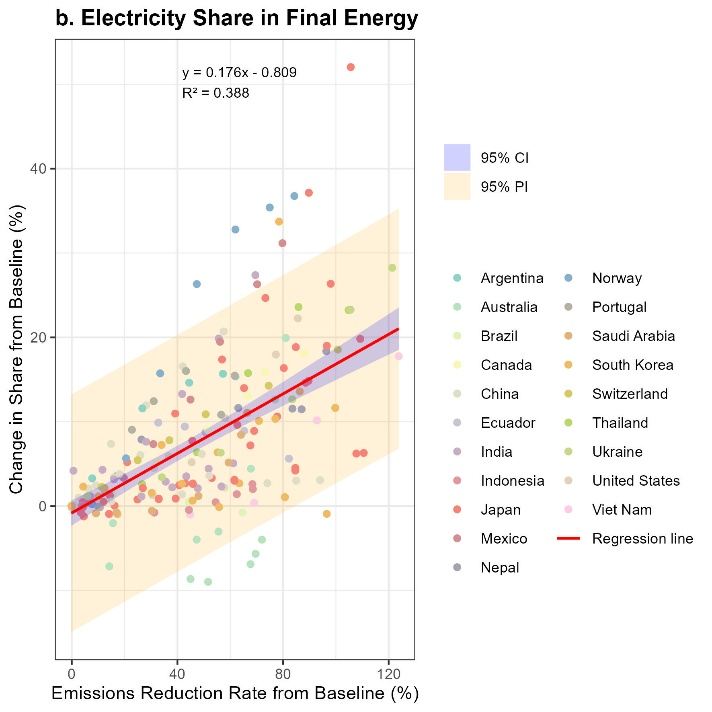 b. Electricity Share in Final Energy
y = 0.176x - 0.809
R² = 0.388
Change in Share from Baseline (%)
40
20
0
0 40 80 120
Emissions Reduction Rate from Baseline (%)
95% CI
95% PI
Argentina
Australia
Brazil
Canada
China
Ecuador
India
Indonesia
Japan
Mexico
Nepal
Norway
Portugal
Saudi Arabia
South Korea
Switzerland
Thailand
Ukraine
United States
Viet Nam
Regression line